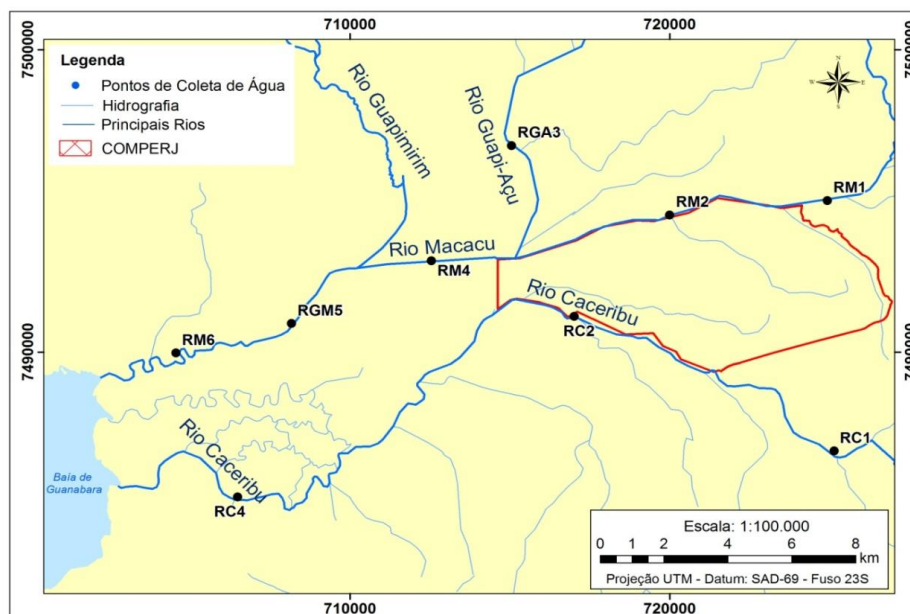 710000
720000
7500000
7500000
Legenda
Pontos de Coleta de Água
Hidrografia
Principais Rios
COMPERJ
N
S
E
Rio Guapimirim
Rio Guapi-Açu
RGA3
RM1
RM2
Rio Macacu
RM4
Rio Caceribu
RC2
RGM5
RM6
7490000
7490000
Rio Caceribu
RC1
Baía de
Guanabara
RC4
Escala: 1:100.000
0 1 2 4 6 8
km
Projeção UTM - Datum: SAD-69 - Fuso 23S
710000
720000